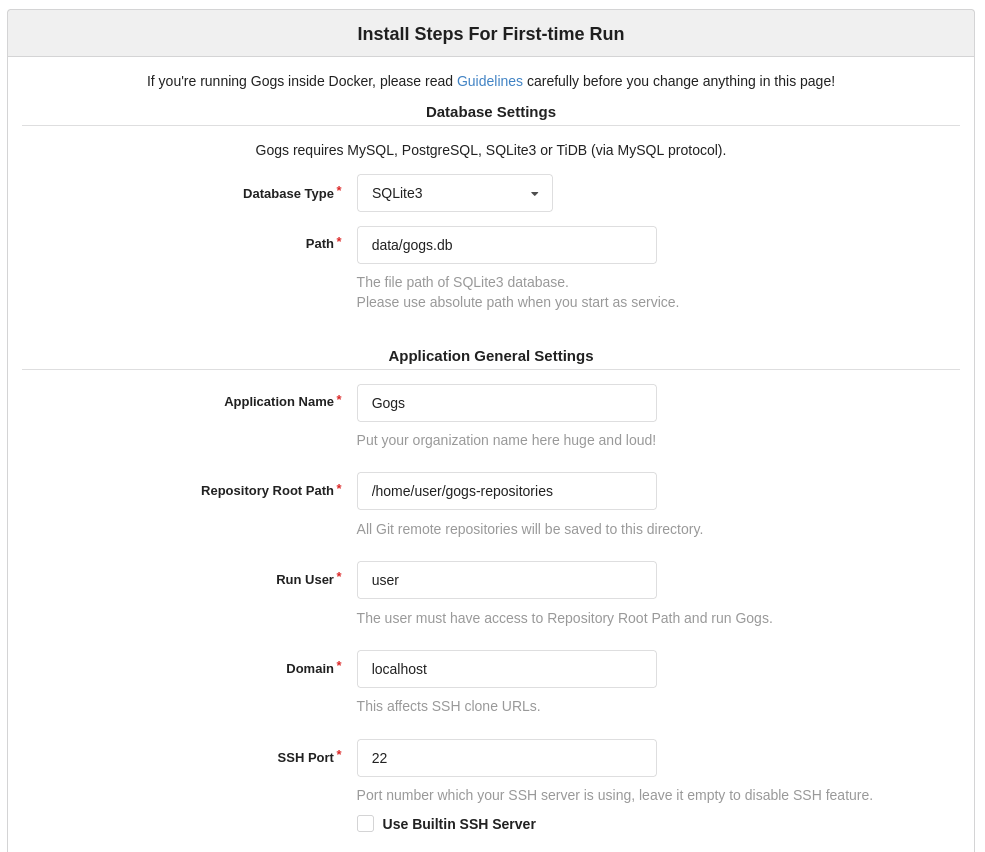 Install Steps For First-time Run
If you're running Gogs inside Docker, please read Guidelines carefully before you change anything in this page!
Database Settings
Gogs requires MySQL, PostgreSQL, SQLite3 or TiDB (via MySQL protocol).
Database Type *
SQLite3
Path *
data/gogs.db
The file path of SQLite3 database.
Please use absolute path when you start as service.
Application General Settings
Application Name *
Gogs
Put your organization name here huge and loud!
Repository Root Path *
/home/user/gogs-repositories
All Git remote repositories will be saved to this directory.
Run User *
user
The user must have access to Repository Root Path and run Gogs.
Domain *
localhost
This affects SSH clone URLs.
SSH Port *
22
Port number which your SSH server is using, leave it empty to disable SSH feature.
Use Builtin SSH Server